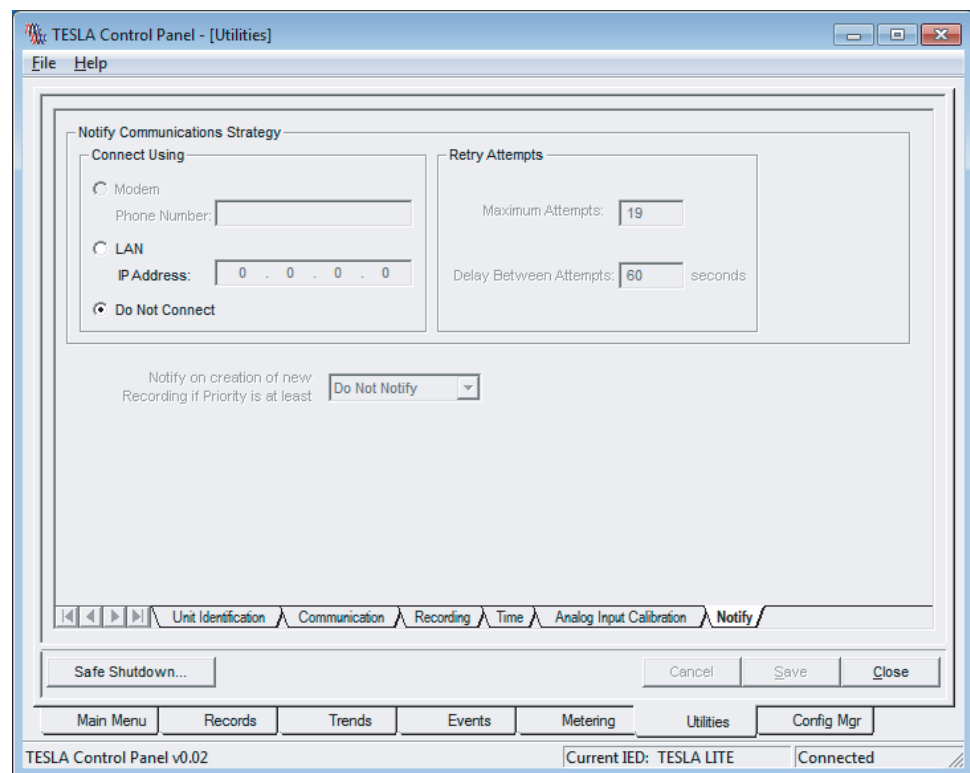 TESLA Control Panel - [Utilities]
File Help
Notify Communications Strategy
Connect Using
Modem
Phone Number:
LAN
IP Address: 0 . 0 . 0 . 0
Do Not Connect
Retry Attempts
Maximum Attempts: 19
Delay Between Attempts: 60 seconds
Notify on creation of new
Recording if Priority is at least
Do Not Notify
Unit Identification Communication Recording Time Analog Input Calibration Notify
Safe Shutdown... Cancel Save Close
Main Menu Records Trends Events Metering Utilities Config Mgr
TESLA Control Panel v0.02 Current IED: TESLA LITE Connected